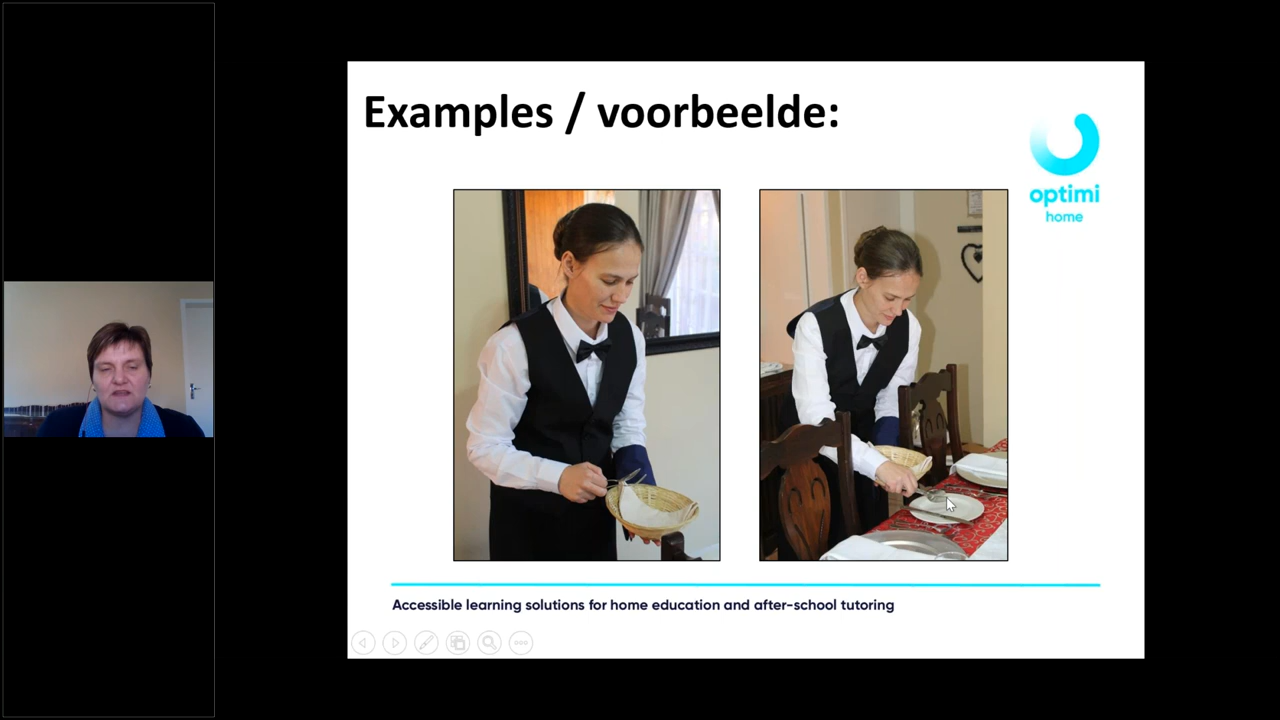 Examples / voorbeelde:
optimi
home
Accessible learning solutions for home education and after-school tutoring